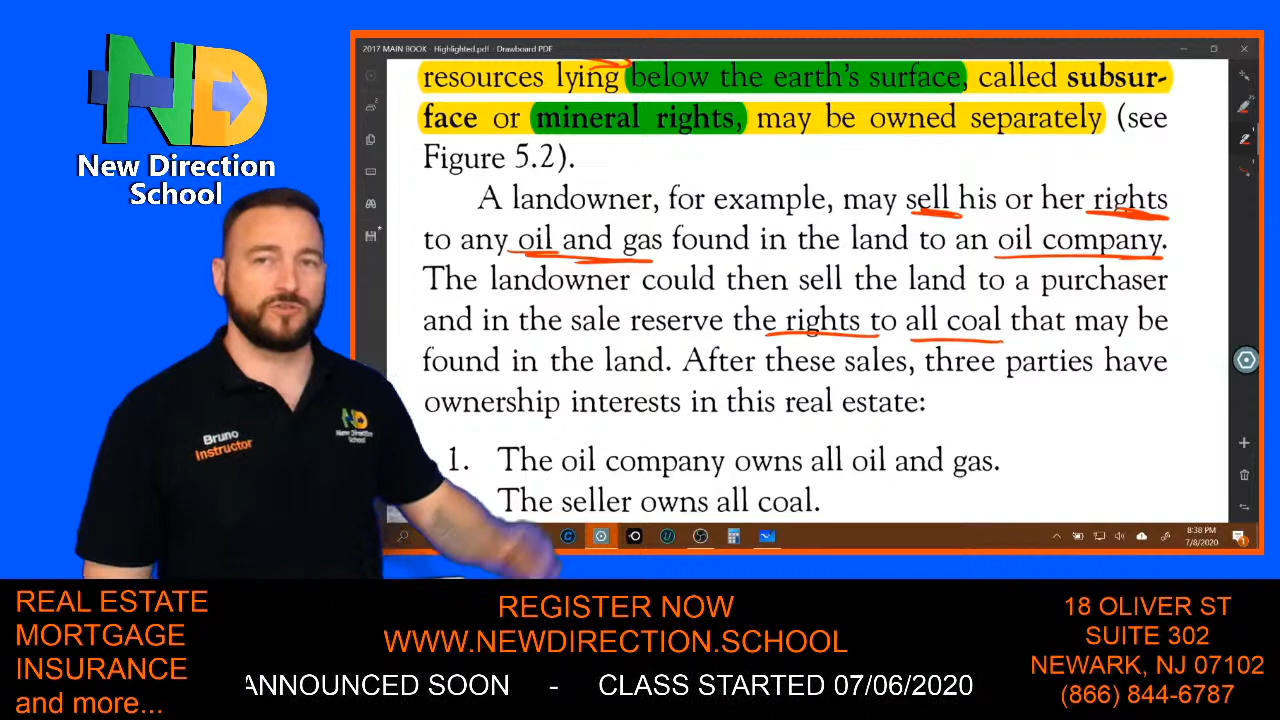 2017 MAIN BOOK - Highlighted.pdf - Drawboard PDF
resources lying below the earth's surface, called subsur-
face or mineral rights, may be owned separately (see
Figure 5.2).
A landowner, for example, may sell his or her rights
to any oil and gas found in the land to an oil company.
The landowner could then sell the land to a purchaser
and in the sale reserve the rights to all coal that may be
found in the land. After these sales, three parties have
ownership interests in this real estate:
1. The oil company owns all oil and gas.
The seller owns all coal.
8:38 PM
7/8/2020
ND
New Direction
School
Bruno
Instructor
ND
New Direction
School
REAL ESTATE
MORTGAGE
INSURANCE
and more...
REGISTER NOW
WWW.NEWDIRECTION.SCHOOL
ANNOUNCED SOON - CLASS STARTED 07/06/2020
18 OLIVER ST
SUITE 302
NEWARK, NJ 07102
(866) 844-6787